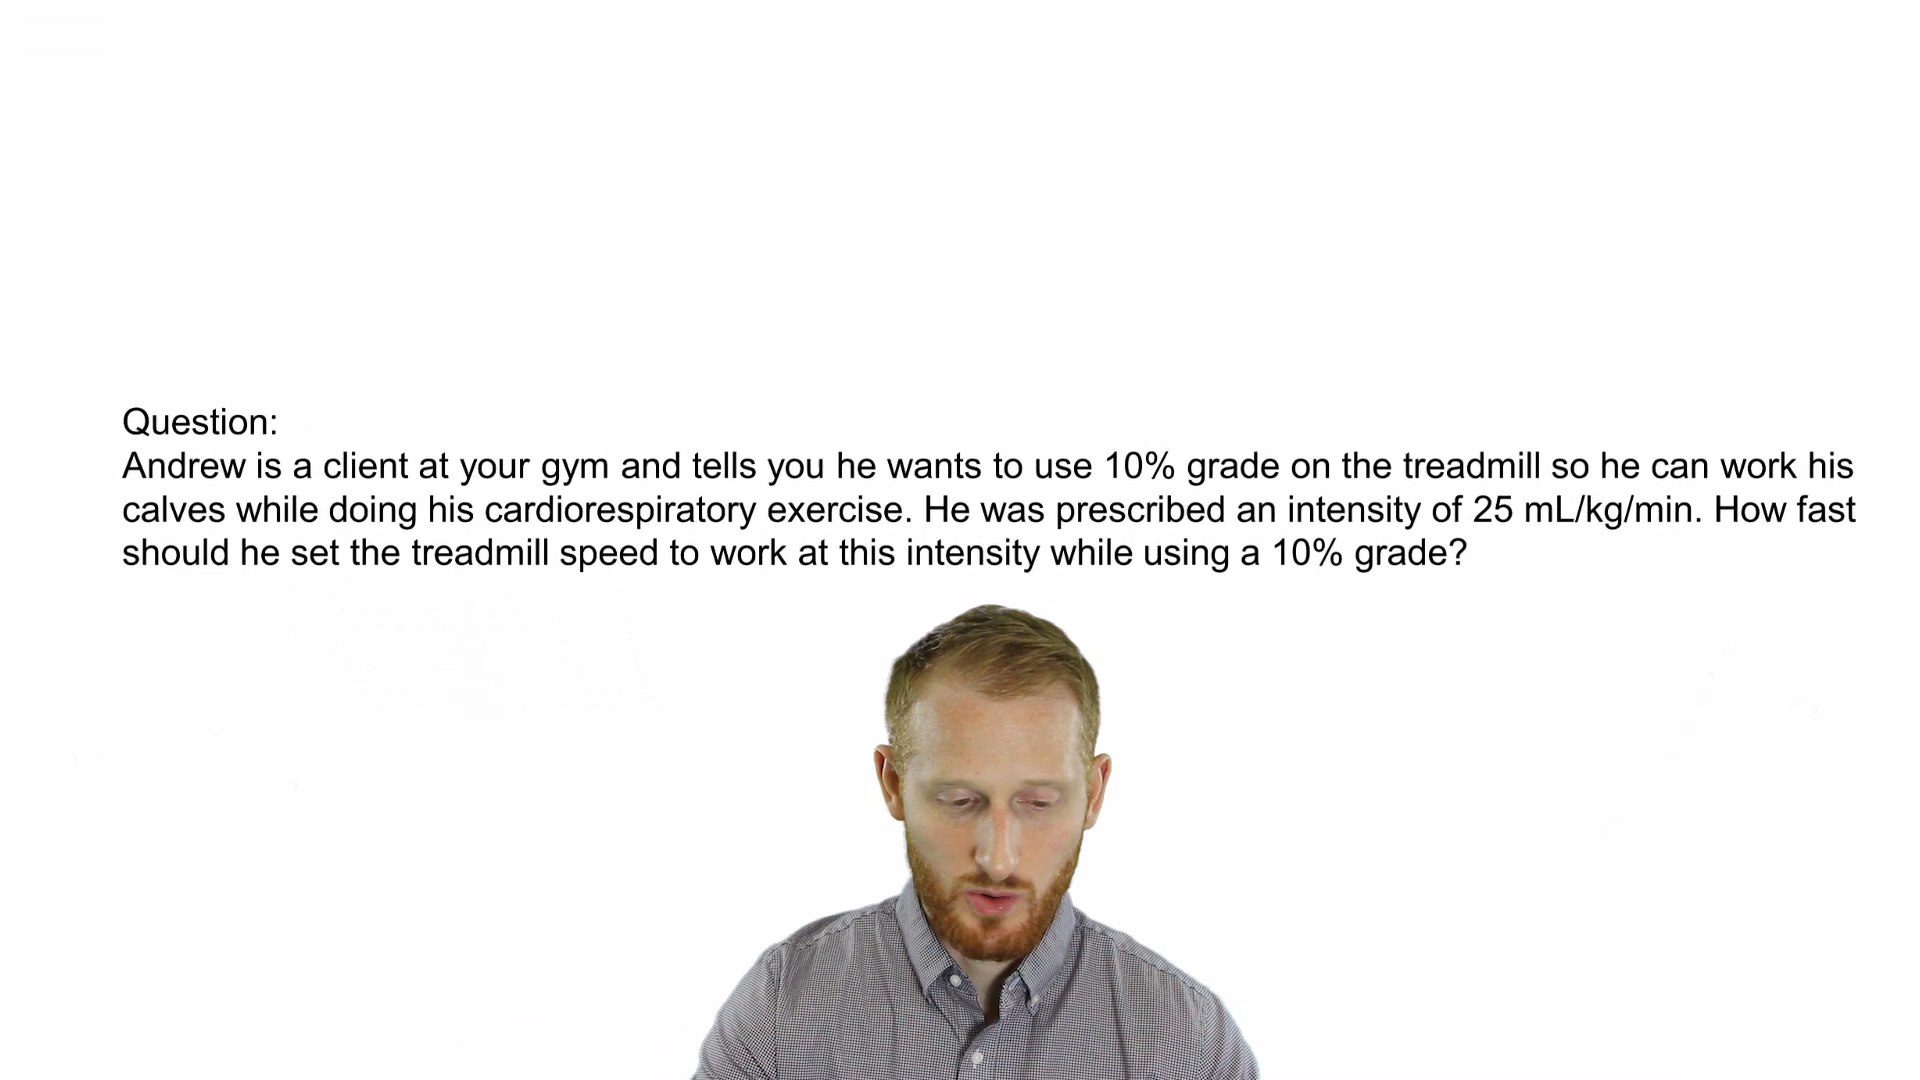 Question:
Andrew is a client at your gym and tells you he wants to use 10% grade on the treadmill so he can work his
calves while doing his cardiorespiratory exercise. He was prescribed an intensity of 25 mL/kg/min. How fast
should he set the treadmill speed to work at this intensity while using a 10% grade?